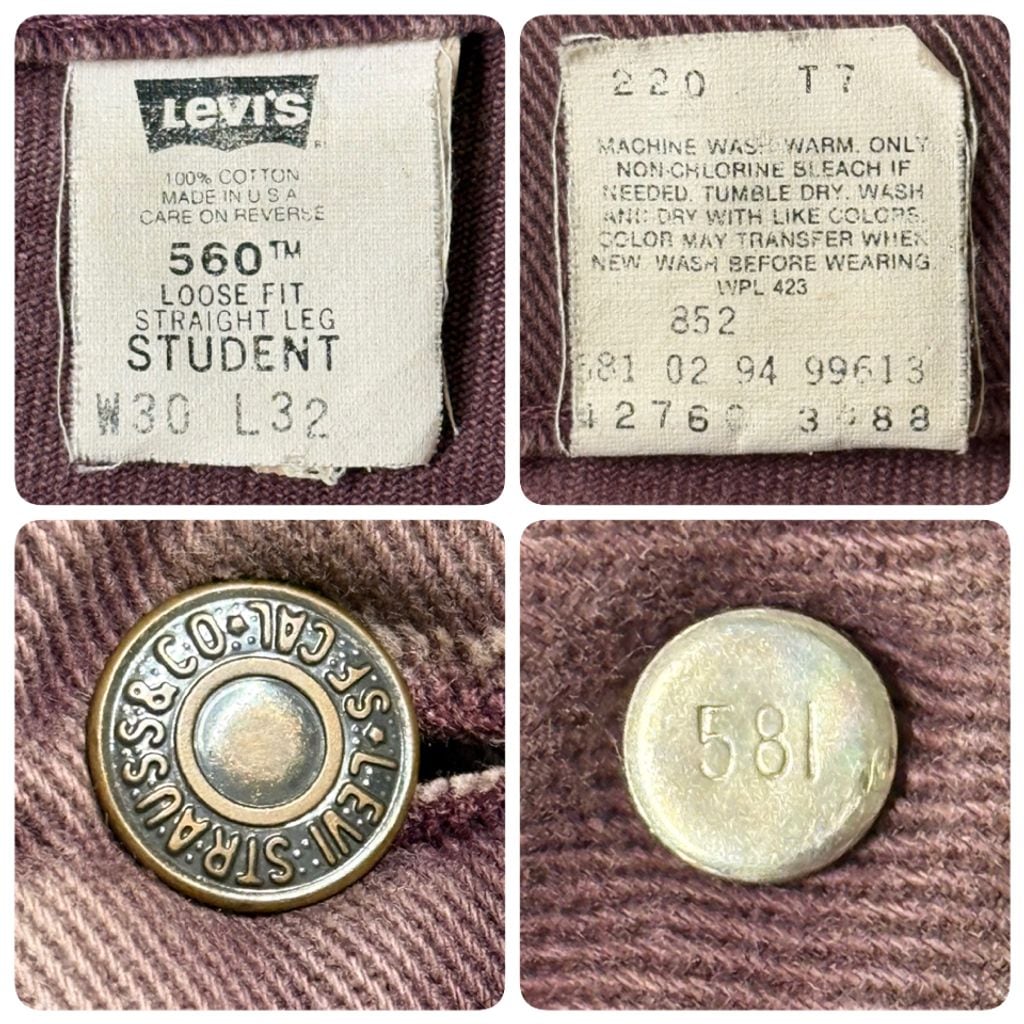 LEVI'S
100% COTTON
MADE IN U S A
CARE ON REVERSE
560™
LOOSE FIT
STRAIGHT LEG
STUDENT
W30 L32
220 T7
MACHINE WASH WARM. ONLY
NON-CHLORINE BLEACH IF
NEEDED. TUMBLE DRY. WASH
AND DRY WITH LIKE COLORS.
COLOR MAY TRANSFER WHEN
NEW. WASH BEFORE WEARING
WPL 423
852
581 02 94 99613
88
LEVI STRAUSS & CO. S.F. CAL.
581